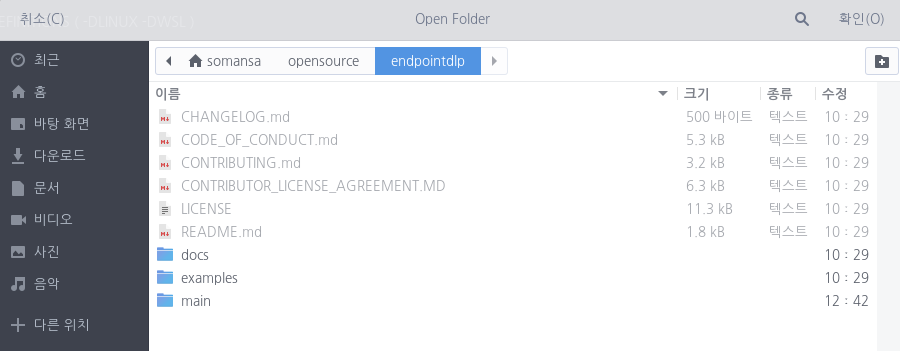 취소(C) Open Folder 확인(O)
최근
홈
바탕 화면
다운로드
문서
비디오
사진
음악
다른 위치
somansa opensource endpointdlp
이름 크기 종류 수정
CHANGELOG.md 500 바이트 텍스트 10 : 29
CODE_OF_CONDUCT.md 5.3 kB 텍스트 10 : 29
CONTRIBUTING.md 3.2 kB 텍스트 10 : 29
CONTRIBUTOR_LICENSE_AGREEMENT.MD 6.3 kB 텍스트 10 : 29
LICENSE 11.3 kB 텍스트 10 : 29
README.md 1.8 kB 텍스트 10 : 29
docs 10 : 29
examples 10 : 29
main 12 : 42